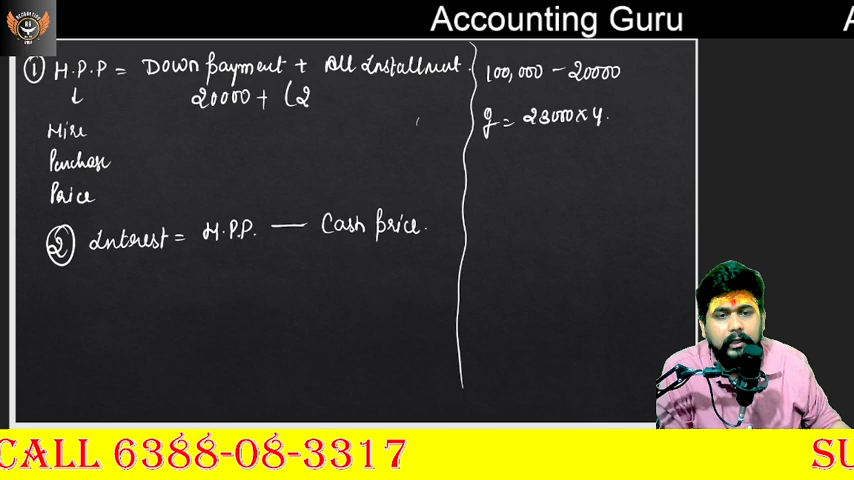 Accounting Guru
① H.P.P = Down payment + All Installment.
↓ 20000 + (2
Hire
Purchase
Price
② Interest = H.P.P. — Cash price.
100,000 - 20000
g = 23000 × 4.
CALL 6388-08-3317
SU